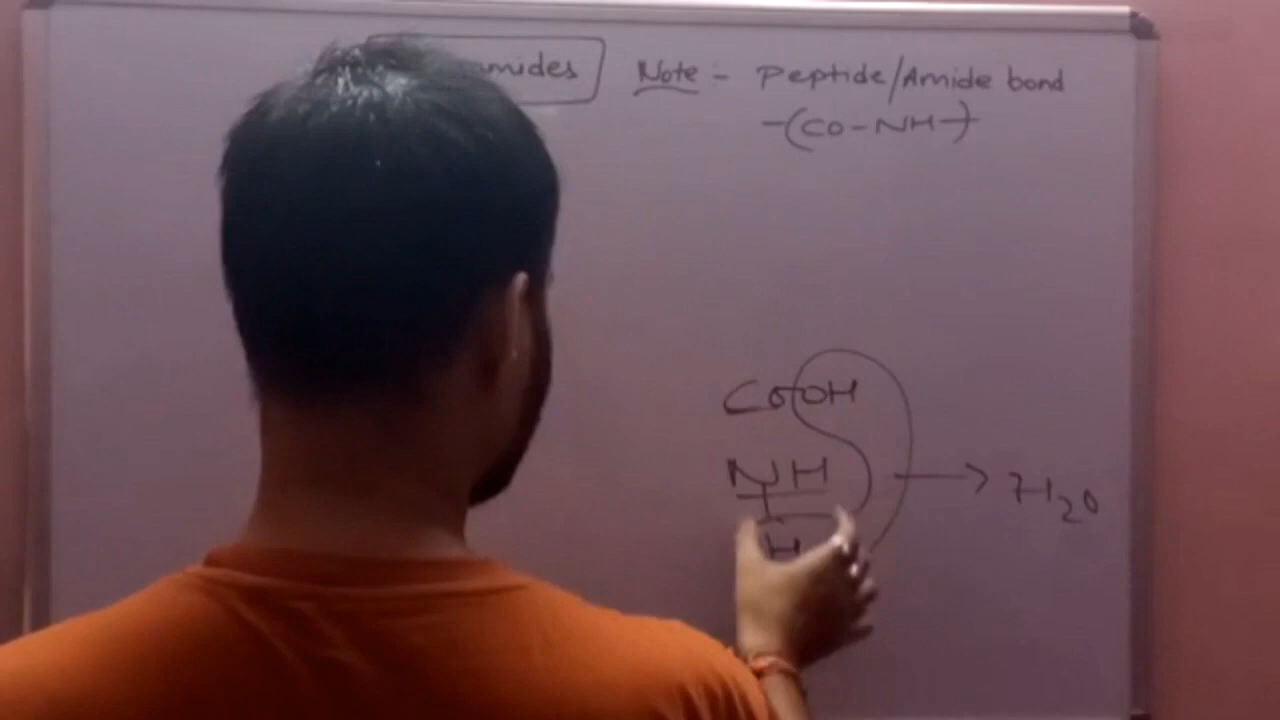 Note :- Peptide/Amide bond
-(CO-NH-)-
COOH
NH
H
→ H2O